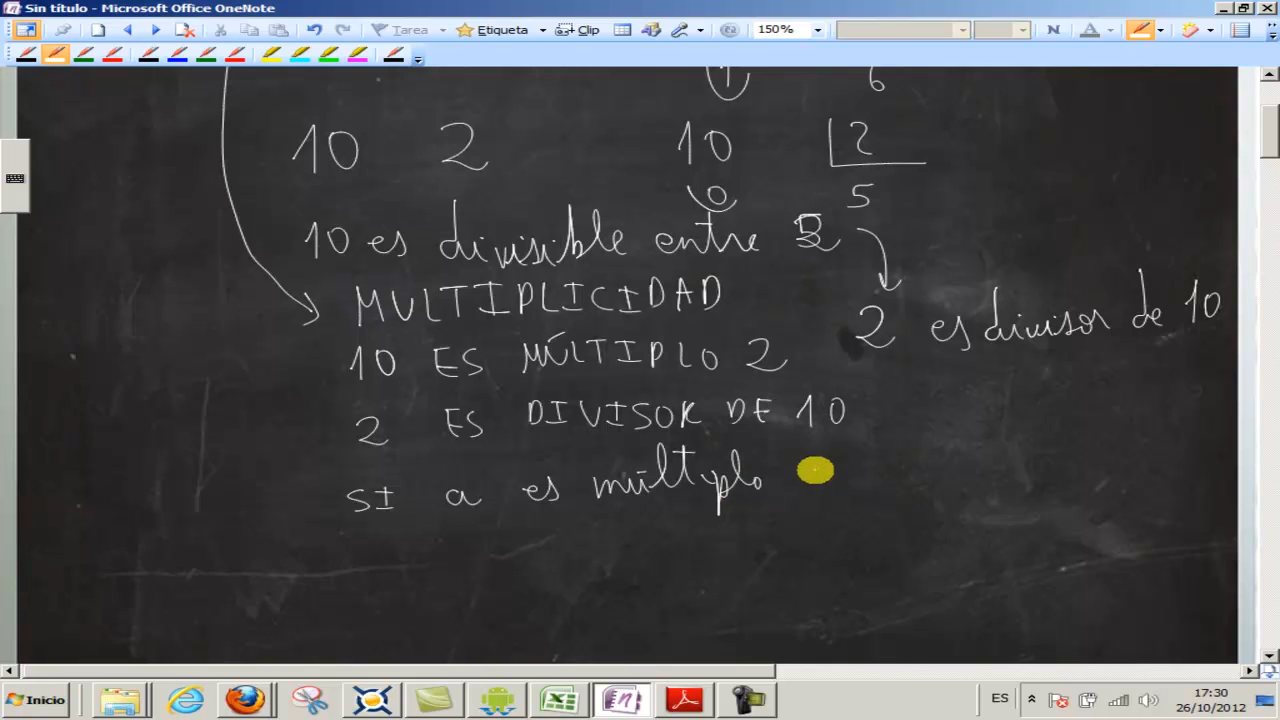 Sin título - Microsoft Office OneNote
Tarea Etiqueta Clip 150% N A
6
10 2 10 2
0 5
10 es divisible entre 2
MULTIPLICIDAD
2 es divisor de 10
10 ES MÚLTIPLO 2
2 ES DIVISOR DE 10
SI a es múltiplo
Inicio ES 17:30
26/10/2012